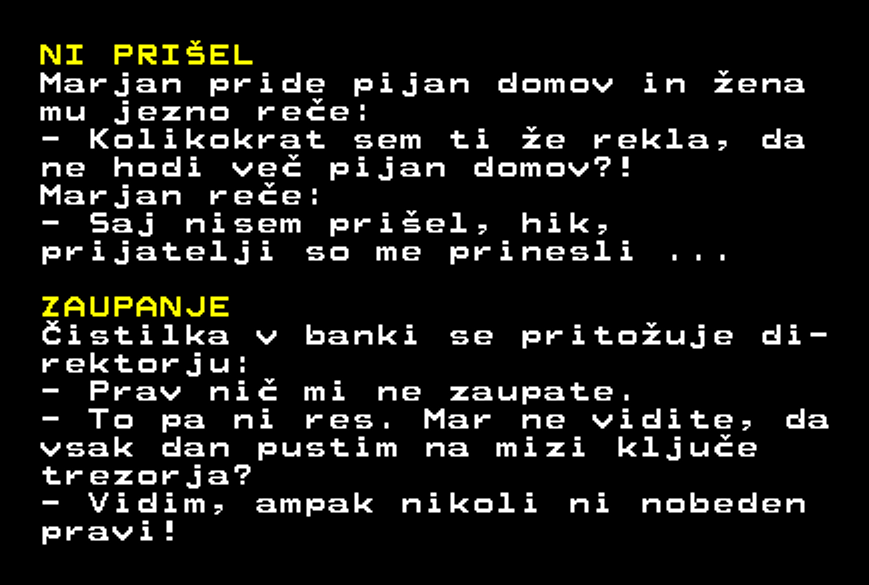 NI PRIŠEL
Marjan pride pijan domov in žena
mu jezno reče:
- Kolikokrat sem ti že rekla, da
ne hodi več pijan domov?!
Marjan reče:
- Saj nisem prišel, hik,
prijatelji so me prinesli ...
ZAUPANJE
Čistilka v banki se pritožuje di-
rektorju:
- Prav nič mi ne zaupate.
- To pa ni res. Mar ne vidite, da
vsak dan pustim na mizi ključe
trezorja?
- Vidim, ampak nikoli ni nobeden
pravi!